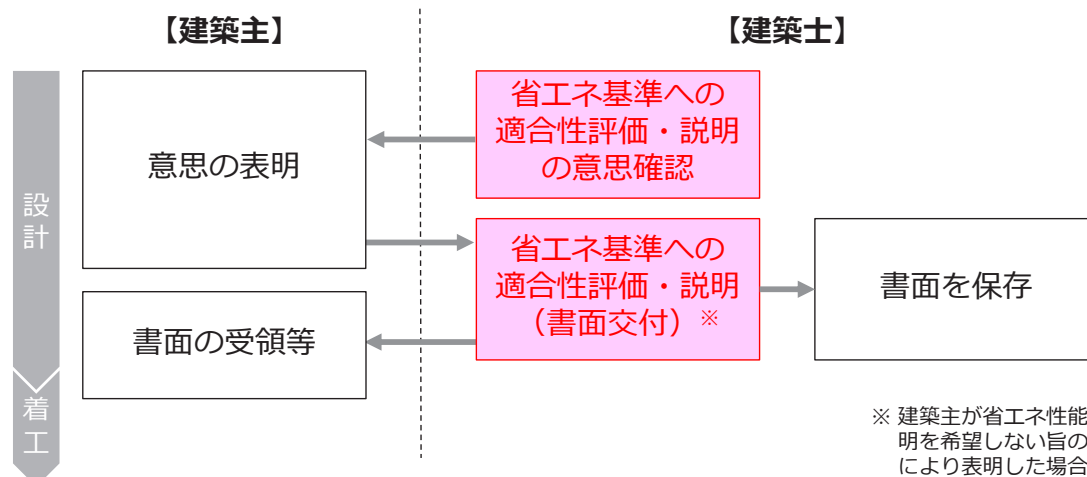 【建築主】
【建築士】
設計
着工
意思の表明
省エネ基準への
適合性評価・説明
の意思確認
省エネ基準への
適合性評価・説明
（書面交付）※
書面を保存
書面の受領等
※ 建築主が省エネ性能
明を希望しない旨の
により表明した場合